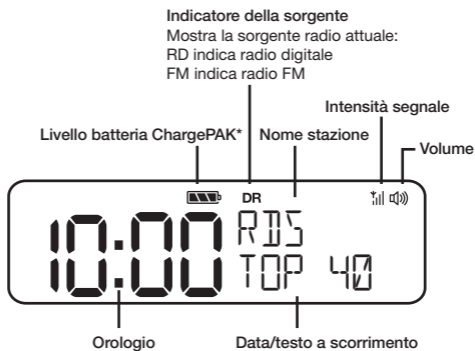 Indicatore della sorgente
Mostra la sorgente radio attuale:
RD indica radio digitale
FM indica radio FM
Intensità segnale
Livello batteria ChargePAK*
Nome stazione
Volume
DR
10:00
RDS
TOP 40
Orologio
Data/testo a scorrimento